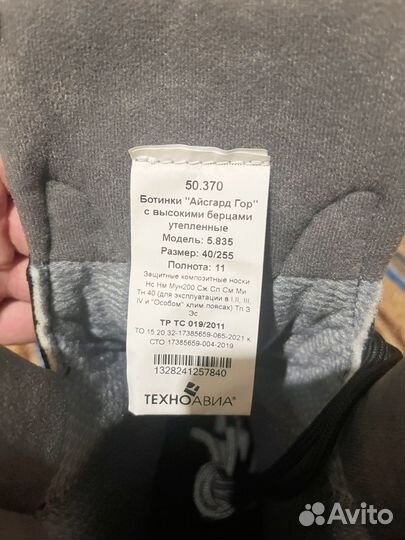 50.370
Ботинки "Айсгард Гор"
с высокими берцами
утепленные
Модель: 5.835
Размер: 40/255
Полнота: 11
Защитные композитные носки
Нс Нм Мун200 Сж Сл См Ми
Тн 40 (для эксплуатации в I,II, III,
IV и "Особом" клим.поясах) Тп З
Эс
ТР ТС 019/2011
ТО 15.20.32-17385659-065-2021 к
СТО 17385659-004-2019
1328241257840
ТЕХНОАВИА®
Avito